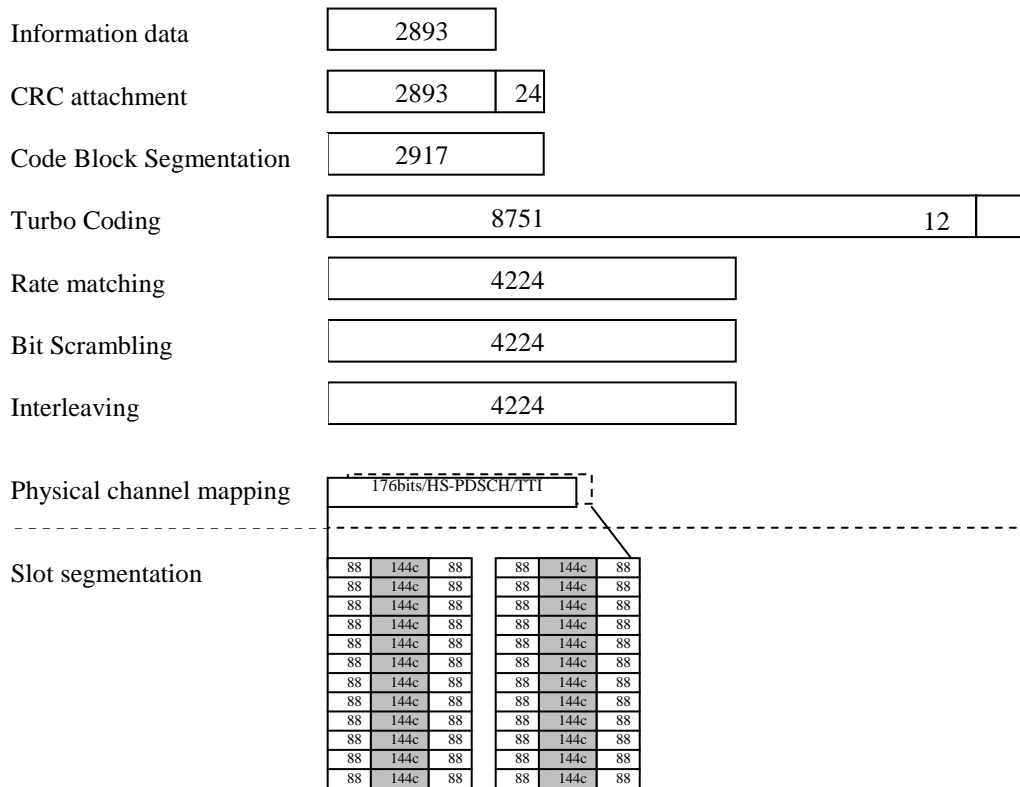 Information data 2893
CRC attachment 2893 24
Code Block Segmentation 2917
Turbo Coding 8751 12
Rate matching 4224
Bit Scrambling 4224
Interleaving 4224
Physical channel mapping 176bits/HS-PDSCH/TTI
Slot segmentation
88 144c 88 88 144c 88
88 144c 88 88 144c 88
88 144c 88 88 144c 88
88 144c 88 88 144c 88
88 144c 88 88 144c 88
88 144c 88 88 144c 88
88 144c 88 88 144c 88
88 144c 88 88 144c 88
88 144c 88 88 144c 88
88 144c 88 88 144c 88
88 144c 88 88 144c 88
88 144c 88 88 144c 88